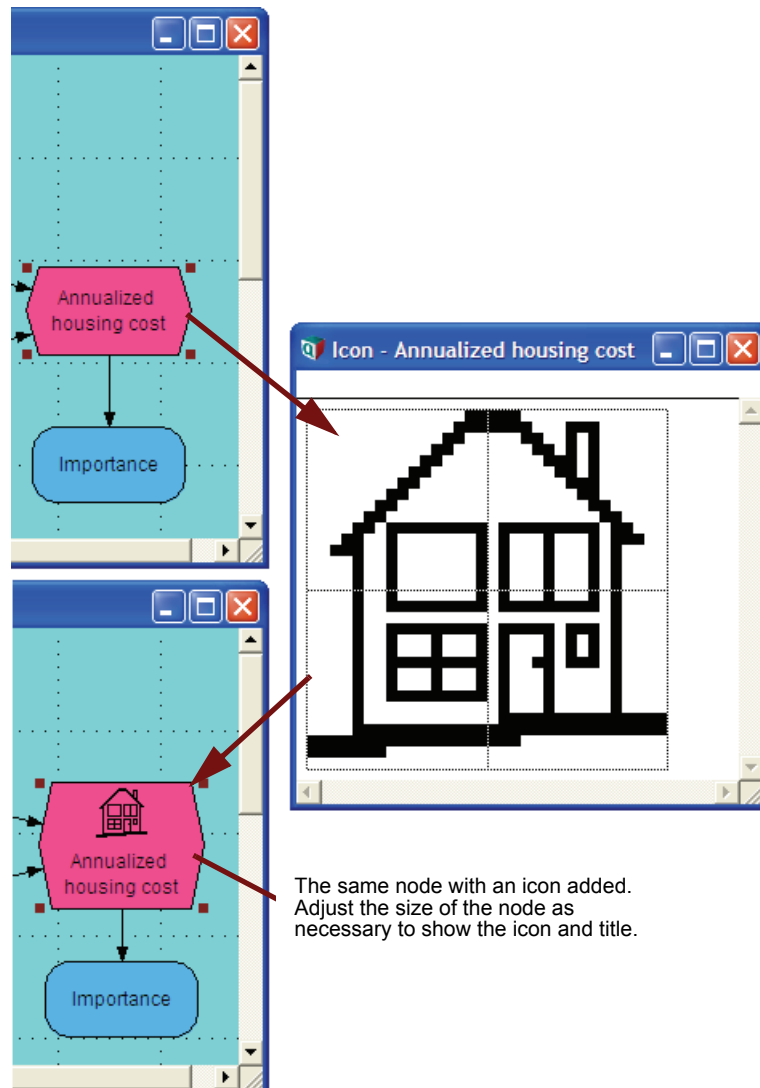 Annualized
housing cost
Importance
Icon - Annualized housing cost
Annualized
housing cost
Importance
The same node with an icon added.
Adjust the size of the node as
necessary to show the icon and title.